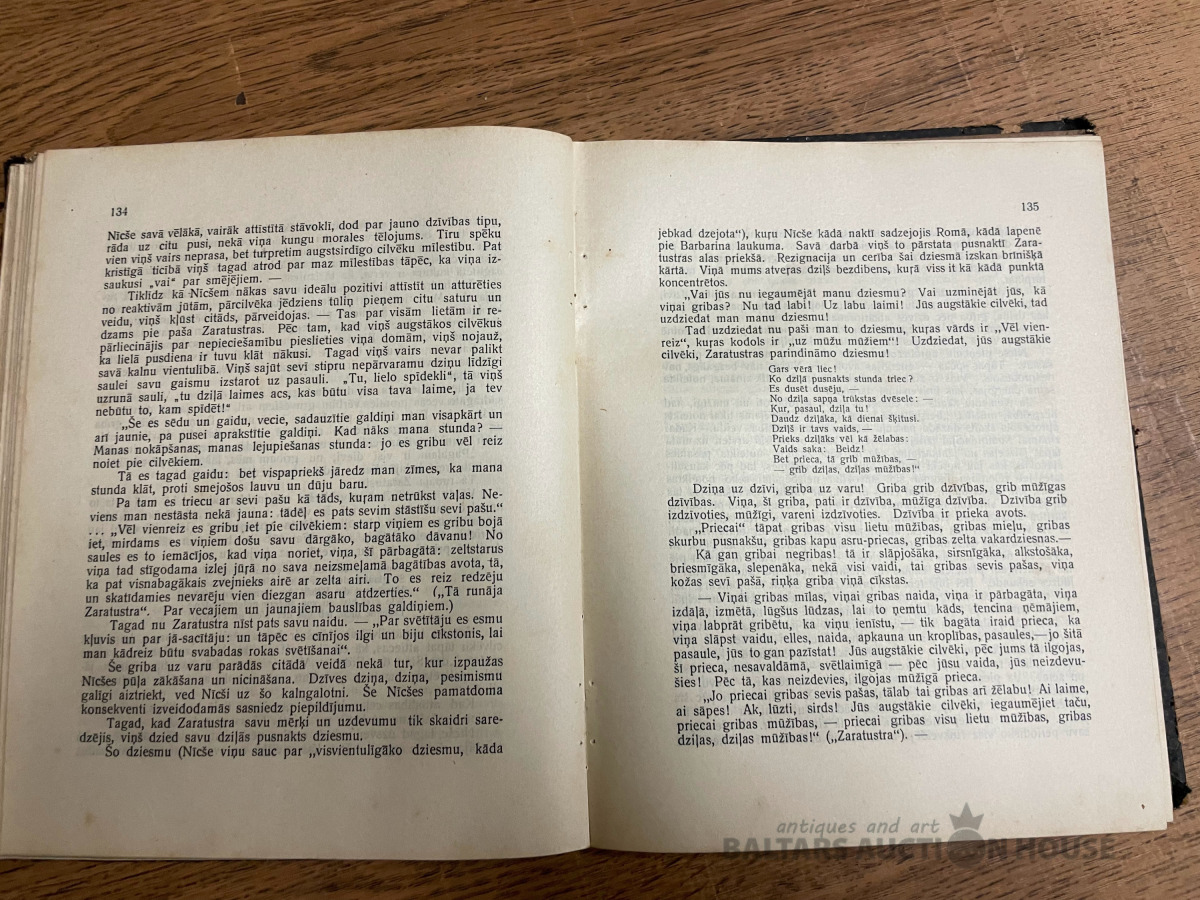 134
Nīcše savā vēlākā, vairāk attistītā stāvoklī, dod par jauno dzīvības tipu,
rāda uz citu pusi, nekā viņa kungu morales tēlojums. Tīru spēku
vien viņš vairs neprasa, bet tuŗpretim augstsirdīgo cilvēku milestību. Pat
kristīgā ticībā viņš tagad atrod par maz milestības tāpēc, ka viņa iz-
saukusi „vai“ par smējējiem. —
Tiklīdz kā Nīcšem nākas savu ideālu pozitivi attīstit un atturēties
no reaktivām jūtām, pārcilvēka jēdziens tūliņ pieņem citu saturu un
veidu, viņš kļūst citāds, pārveidojas. — Tas par visām lietām ir re-
dzams pie paša Zaratustras. Pēc tam, kad viņš augstākos cilvēkus
pārliecinājis par nepieciešamību pieslieties viņa domām, viņš nojauž,
ka lielā pusdiena ir tuvu klāt nākusi. Tagad viņš vairs nevar palikt
savā kalnu vientulībā. Viņš sajūt sevi stipru nepārvaramu dziņu līdzīgi
saulei savu gaismu izstarot uz pasauli. „Tu, lielo spīdekli“, tā viņš
uzrunā sauli, „tu dziļā laimes acs, kas būtu visa tava laime, ja tev
nebūtu to, kam spīdēt!“
„Še es sēdu un gaidu, vecie, sadauzītie galdiņi man visapkārt un
arī jaunie, pa pusei aprakstītie galdiņi. Kad nāks mana stunda? —
Manas nokāpšanas, manas lejupiešanas stunda: jo es gribu vēl reiz
noiet pie cilvēkiem.
Tā es tagad gaidu: bet vispapriekš jāredz man zīmes, ka mana
stunda klāt, proti smejošos lauvu un dūju baru.
Pa tam es triecu ar sevi pašu kā tāds, kuŗam netrūkst vaļas. Ne-
viens man nestāsta nekā jauna: tādēļ es pats sevim stāstīšu sevi pašu.“
... „Vēl vienreiz es gribu iet pie cilvēkiem: starp viņiem es gribu bojā
iet, mirdams es viņiem došu savu dārgāko, bagātāko dāvanu! No
saules es to iemācijos, kad viņa noriet, viņa, šī pārbagātā: zeltstarus
viņa tad stīgodama izlej jūrā no sava neizsmeļamā bagātības avota, tā,
ka pat visnabagākais zvejnieks airē ar zelta airi. To es reiz redzēju
un skatīdamies nevarēju vien diezgan asaru atdzerties.“ („Tā runāja
Zaratustra“. Par vecajiem un jaunajiem bauslības galdiņiem.)
Tagad nu Zaratustra nīst pats savu naidu. — „Par svētītāju es esmu
kļuvis un par jā-sacītāju: un tāpēc es cīnījos ilgi un biju cīkstonis, lai
man kādreiz būtu svabadas rokas svētīšanai“.
Še griba uz varu parādās citādā veidā nekā tur, kur izpaužas
Nīcšes pūļa zākāšana un nicināšana. Dzīves dziņa, dziņa, pesimismu
galīgi aiztriekt, ved Nīcši uz šo kalngalotni. Še Nīcšes pamatdoma
konsekventi izveidodamās sasniedz piepildījumu.
Tagad, kad Zaratustra savu mērķi un uzdevumu tik skaidri sare-
dzējis, viņš dzied savu dziļās pusnakts dziesmu.
Šo dziesmu (Nīcše viņu sauc par „visvientulīgāko dziesmu, kāda
135
jebkad dzejota“), kuŗu Nīcše kādā naktī sadzejojis Romā, kādā lapenē
pie Barbarina laukuma. Savā darbā viņš to pārstata pusnaktī Zara-
tustras alas priekšā. Rezignacija un cerība šai dziesmā izskan brīnišķā
kārtā. Viņā mums atveras dziļš bezdibens, kuŗā viss it kā kādā punktā
koncentrētos.
„Vai jūs nu iegaumējāt manu dziesmu? Vai uzminējāt jūs, kā
viņai gribas? Nu tad labi! Uz labu laimi! Jūs augstākie cilvēki, tad
uzdziedat man manu dziesmu!
Tad uzdziedat nu paši man to dziesmu, kuŗas vārds ir „Vēl vien-
reiz“, kuŗas kodols ir „uz mūžu mūžiem“! Uzdziedat, jūs augstākie
cilvēki, Zaratustras parindināmo dziesmu!
Gars vērā liec!
Ko dziļā pusnakts stunda triec?
Es dusēt dusēju, —
No dziļa sapņa trūkstas dvēsele: —
Kur, pasaul, dziļa tu!
Daudz dziļāka, kā dienai šķitusi.
Dziļš ir tavs vaids, —
Prieks dziļāks vēl kā žēlabas:
Vaids saka: Beidz!
Bet prieca, tā grib mūžības, —
— grib dziļas, dziļas mūžības!“
Dziņa uz dzīvi, griba uz varu! Griba grib dzīvības, grib mūžīgas
dzīvības. Viņa, šī griba, pati ir dzīvība, mūžīga dzīvība. Dzīvība grib
izdzīvoties, mūžīgi, vareni izdzīvoties. Dzīvība ir prieka avots.
„Priecai“ tāpat gribas visu lietu mūžības, gribas mieļu, gribas
skurbu pusnakšu, gribas kapu asru-priecas, gribas zelta vakardziesnas.—
Kā gan gribai negribas! tā ir slāpjošāka, sirsnīgāka, alkstošāka,
briesmīgāka, slepenāka, nekā visi vaidi, tai gribas sevis pašas, viņa
kožas sevī pašā, riņķa griba viņā cīkstas.
— Viņai gribas mīlas, viņai gribas naida, viņa ir pārbagāta, viņa
izdaļā, izmētā, lūgšus lūdzas, lai to ņemtu kāds, tencina ņēmājiem,
viņa labprāt gribētu, ka viņu ienīstu, — tik bagāta iraid prieca, ka
viņa slāpst vaidu, elles, naida, apkauna un kroplības, pasaules,—jo šitā
pasaule, jūs to gan pazīstat! Jūs augstākie cilvēki, pēc jums tā ilgojas,
šī prieca, nesavaldāmā, svētlaimīgā — pēc jūsu vaida, jūs neizdevu-
šies! Pēc tā, kas neizdevies, ilgojas mūžīgā prieca.
„Jo priecai gribas sevis pašas, tālab tai gribas arī žēlabu! Ai laime,
ai sāpes! Ak, lūzti, sirds! Jūs augstākie cilvēki, iegaumējiet taču,
priecai gribas mūžības, — priecai gribas visu lietu mūžības, gribas
dziļas, dziļas mūžības!“ („Zaratustra“). —
antiques and art
BALTARS AUCTION HOUSE